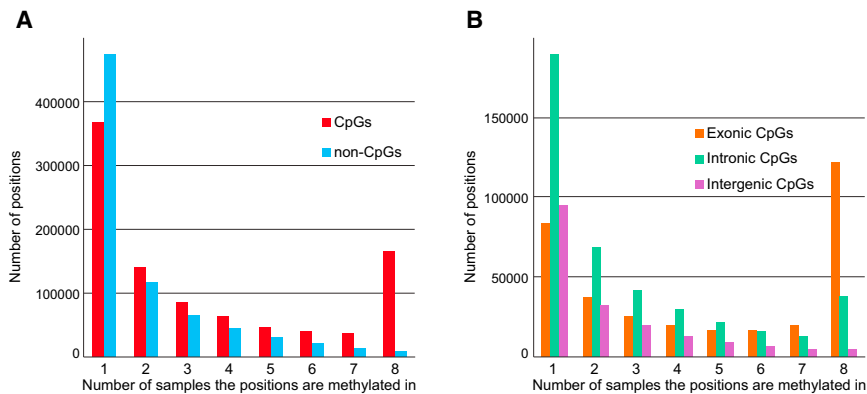 A
Number of positions
400000
300000
200000
100000
0
CpGs
non-CpGs
1 2 3 4 5 6 7 8
Number of samples the positions are methylated in
B
Number of positions
150000
100000
50000
0
Exonic CpGs
Intronic CpGs
Intergenic CpGs
1 2 3 4 5 6 7 8
Number of samples the positions are methylated in